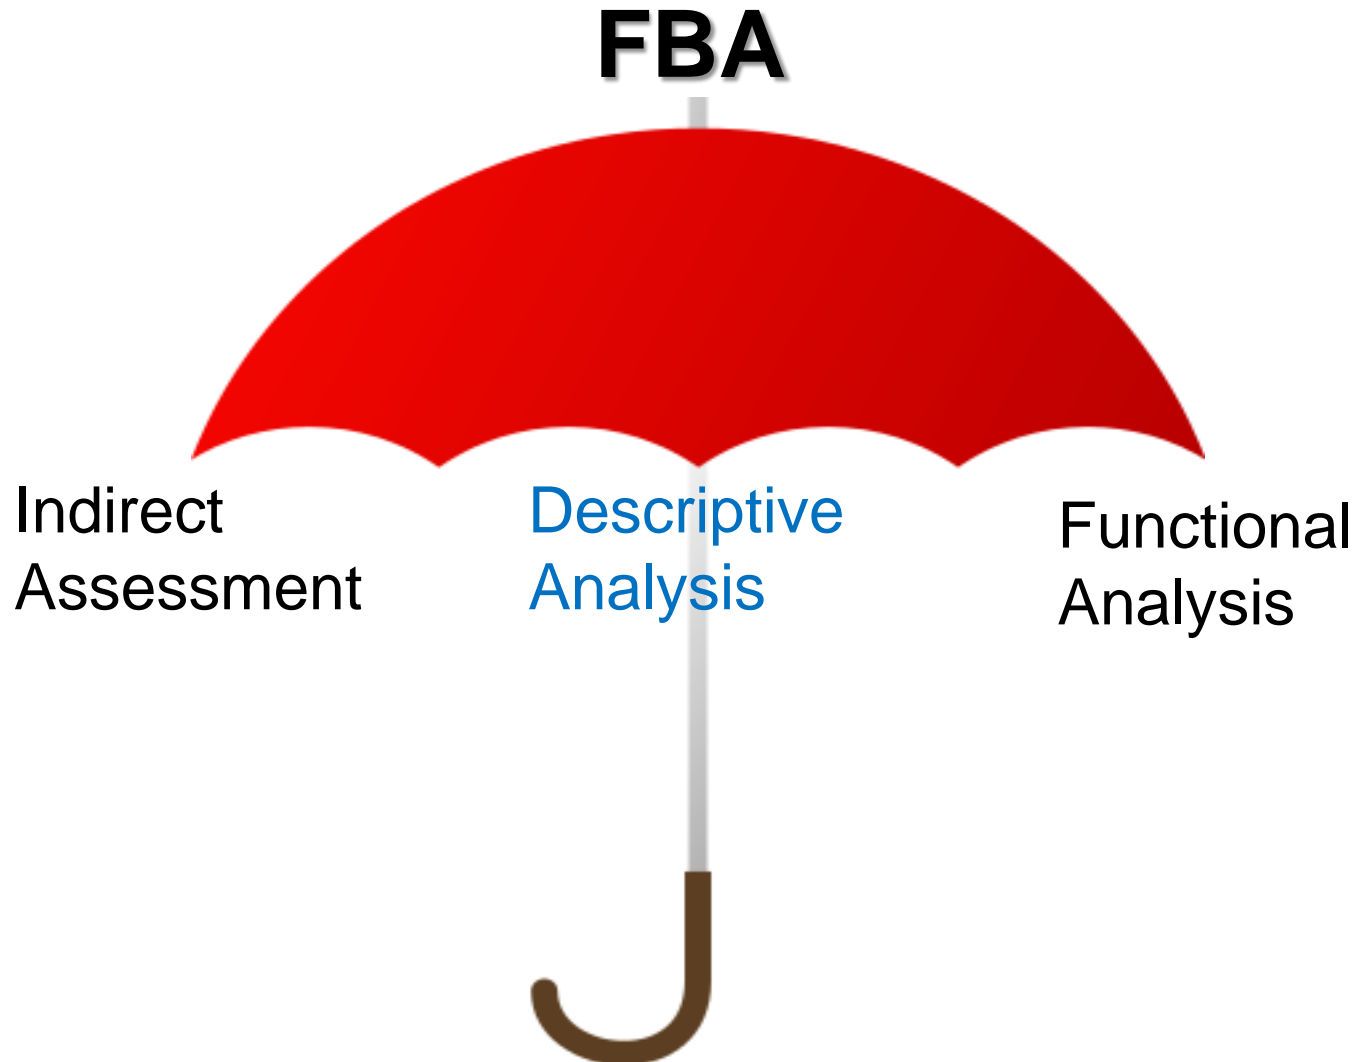 FBA
Indirect
Assessment
Descriptive
Analysis
Functional
Analysis